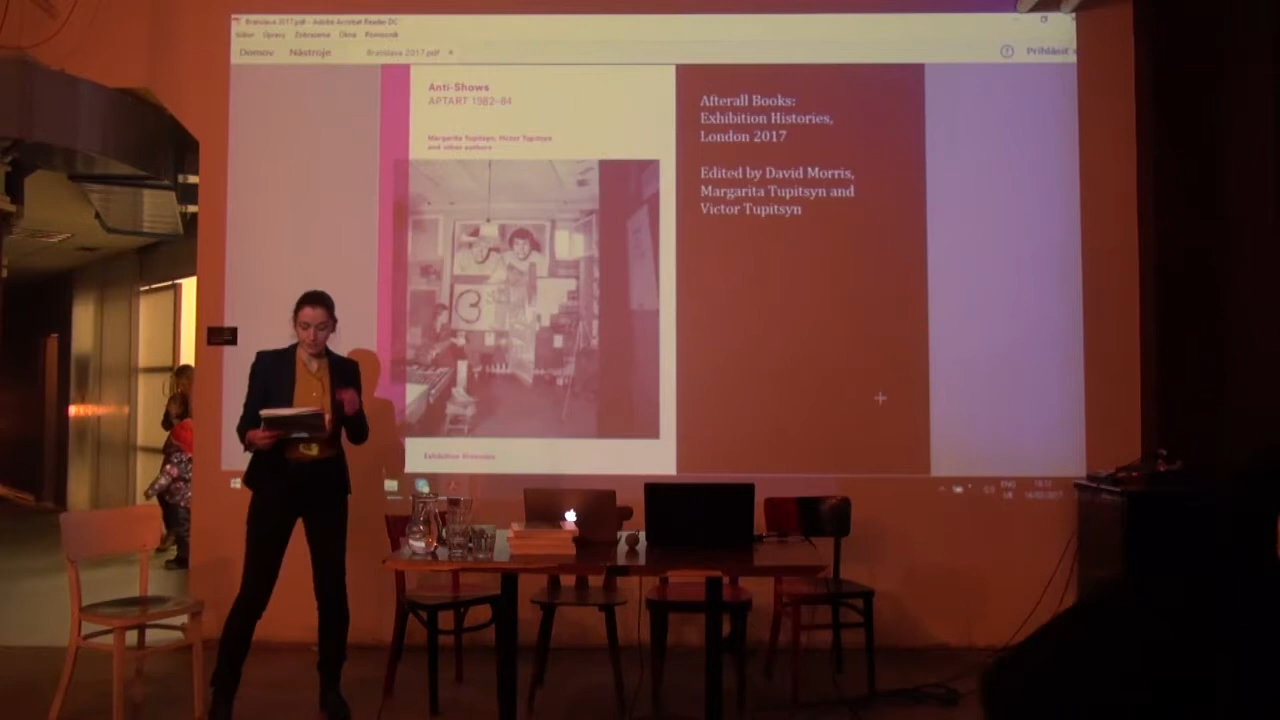 Bratislava 2017.pdf - Adobe Acrobat Reader DC
Súbor Úpravy Zobrazenie Okno Pomocník
Domov Nástroje Bratislava 2017.pdf
Prihlásiť
Anti-Shows
APTART 1982–84
Margarita Tupitsyn, Victor Tupitsyn
and other authors
Exhibition Histories
Afterall Books:
Exhibition Histories,
London 2017
Edited by David Morris,
Margarita Tupitsyn and
Victor Tupitsyn
ENG